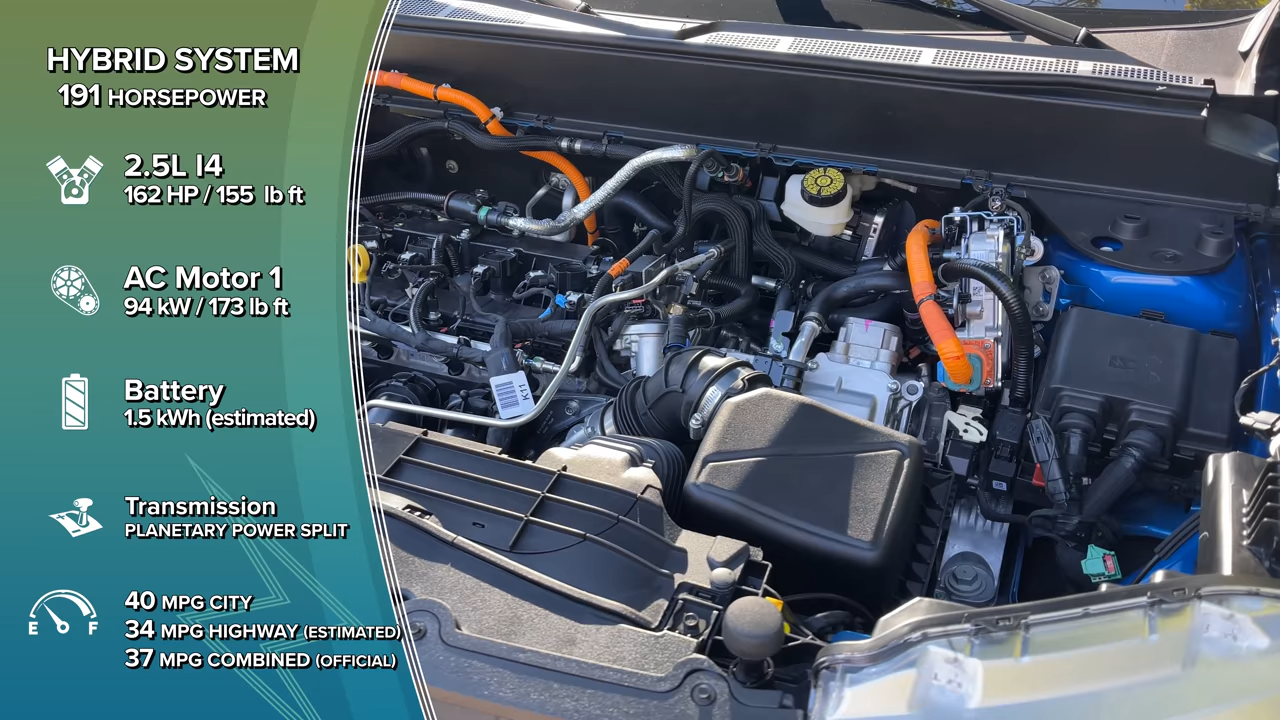 HYBRID SYSTEM
191 HORSEPOWER
2.5L I4
162 HP / 155 lb ft
AC Motor 1
94 kW / 173 lb ft
Battery
1.5 kWh (estimated)
Transmission
PLANETARY POWER SPLIT
E F
40 MPG CITY
34 MPG HIGHWAY (ESTIMATED)
37 MPG COMBINED (OFFICIAL)
K11